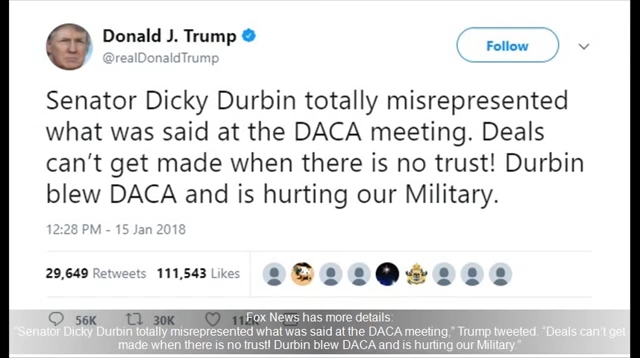 Donald J. Trump
@realDonaldTrump
Follow
Senator Dicky Durbin totally misrepresented
what was said at the DACA meeting. Deals
can't get made when there is no trust! Durbin
blew DACA and is hurting our Military.
12:28 PM - 15 Jan 2018
29,649 Retweets 111,543 Likes
56K 30K
Fox News has more details:
"Senator Dicky Durbin totally misrepresented what was said at the DACA meeting," Trump tweeted. "Deals can't get
made when there is no trust! Durbin blew DACA and is hurting our Military."